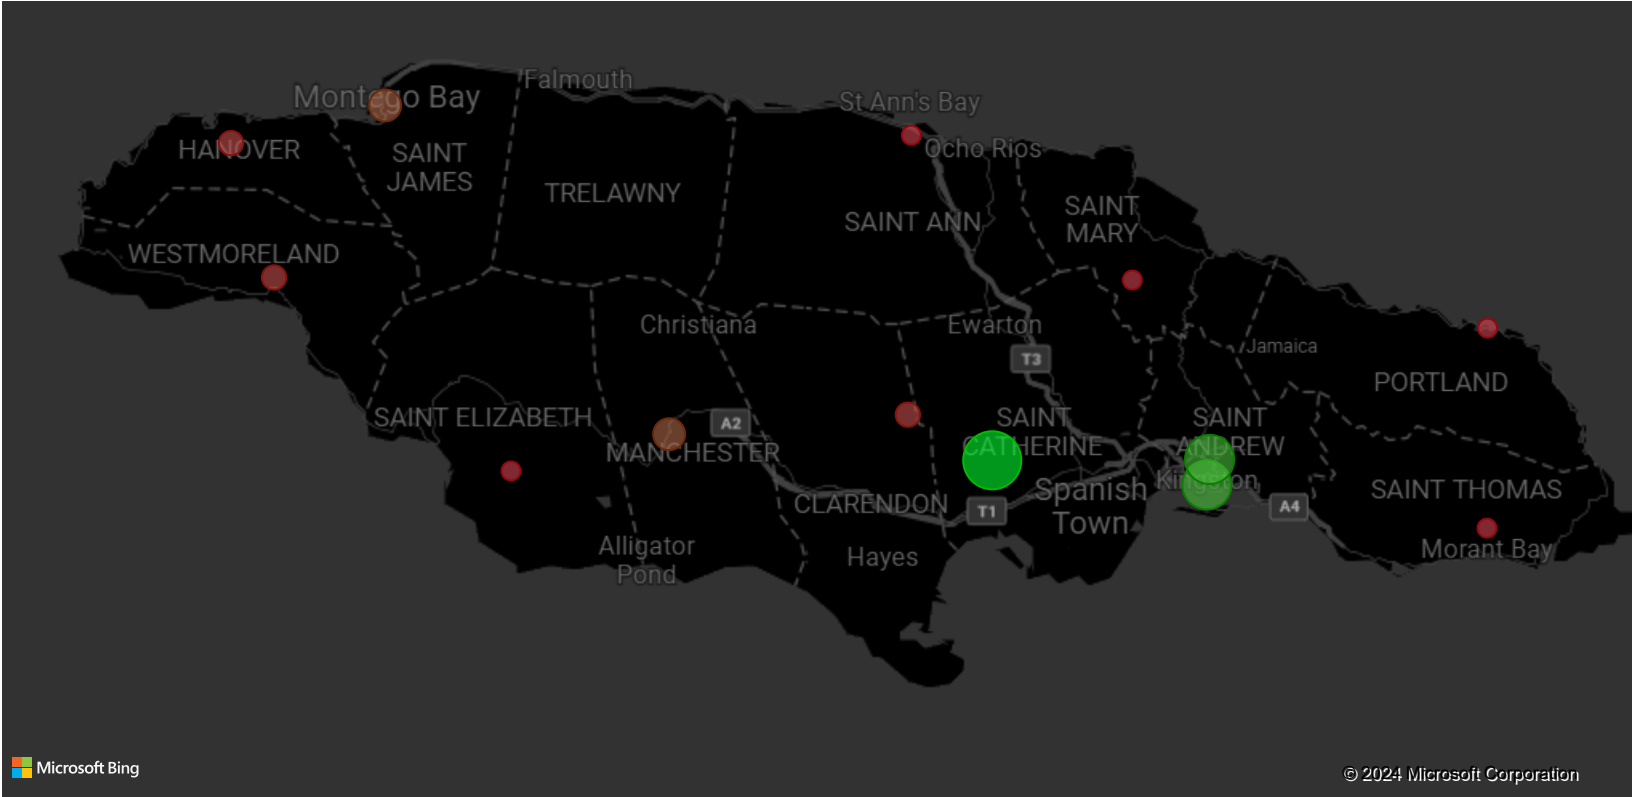 Falmouth
Montego Bay
St Ann's Bay
HANOVER
Ocho Rios
SAINT
JAMES
TRELAWNY
SAINT ANN
SAINT
MARY
WESTMORELAND
Christiana
Ewarton
Jamaica
T3
PORTLAND
SAINT ELIZABETH
A2
MANCHESTER
SAINT
CATHERINE
SAINT
ANDREW
Kingston
Spanish
Town
SAINT THOMAS
CLARENDON
T1
A4
Alligator
Pond
Hayes
Morant Bay
Microsoft Bing
© 2024 Microsoft Corporation